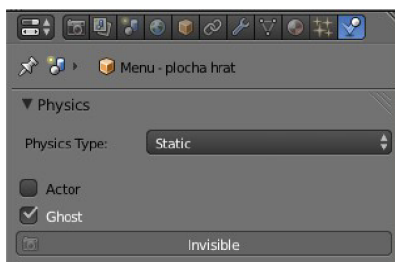 Menu - plocha hrat
Physics
Physics Type: Static
Actor
Ghost
Invisible